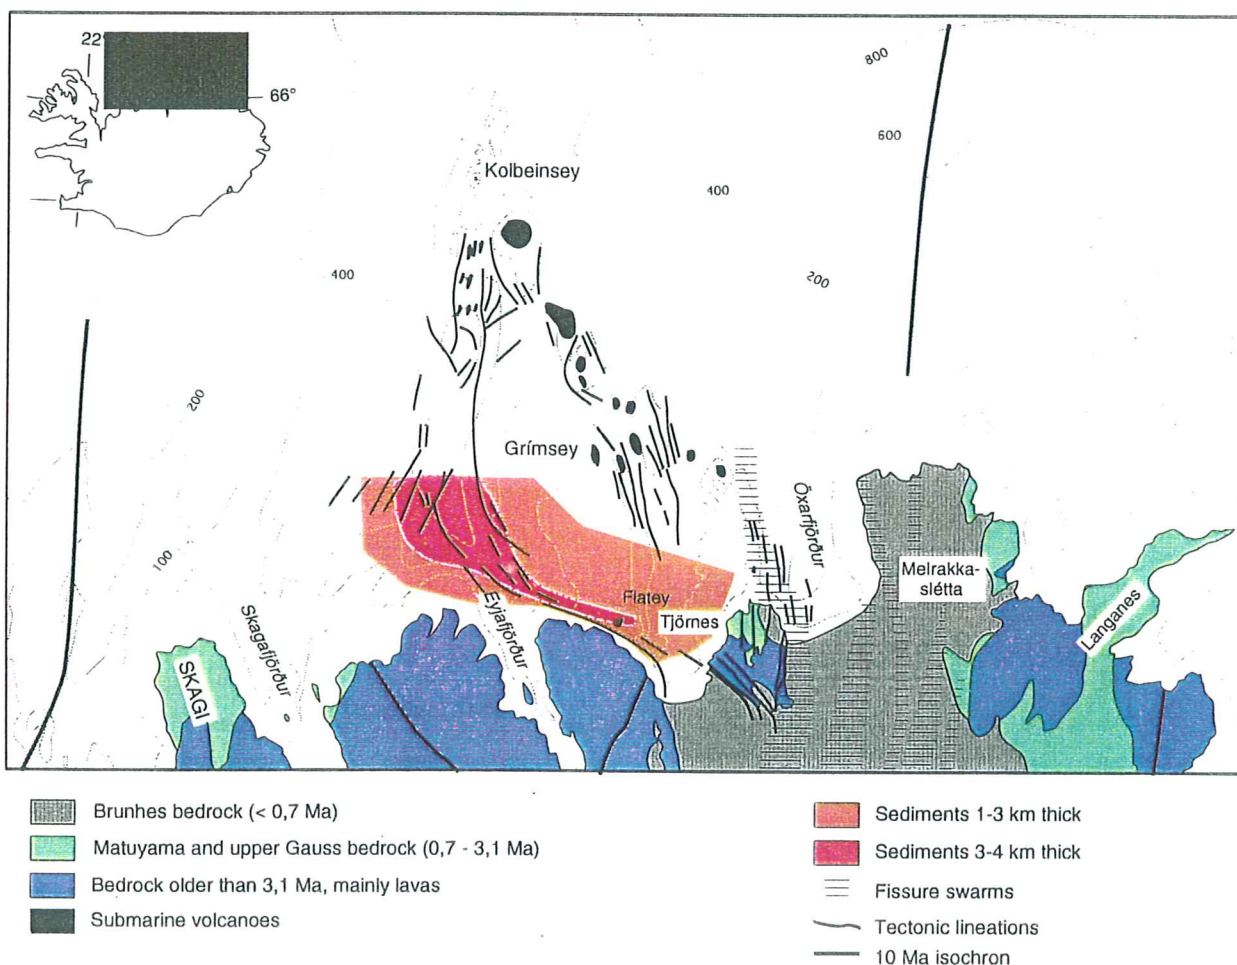 22°
66°
800
600
Kolbeinsey
400
400
200
200
Grímsey
Öxarfjörður
100
Melrakka-
slétta
Skagafjörður
Eyjafjörður
Flatey
Tjörnes
Langanes
SKAGI
Brunhes bedrock (< 0,7 Ma)
Matuyama and upper Gauss bedrock (0,7 - 3,1 Ma)
Bedrock older than 3,1 Ma, mainly lavas
Submarine volcanoes
Sediments 1-3 km thick
Sediments 3-4 km thick
Fissure swarms
Tectonic lineations
10 Ma isochron